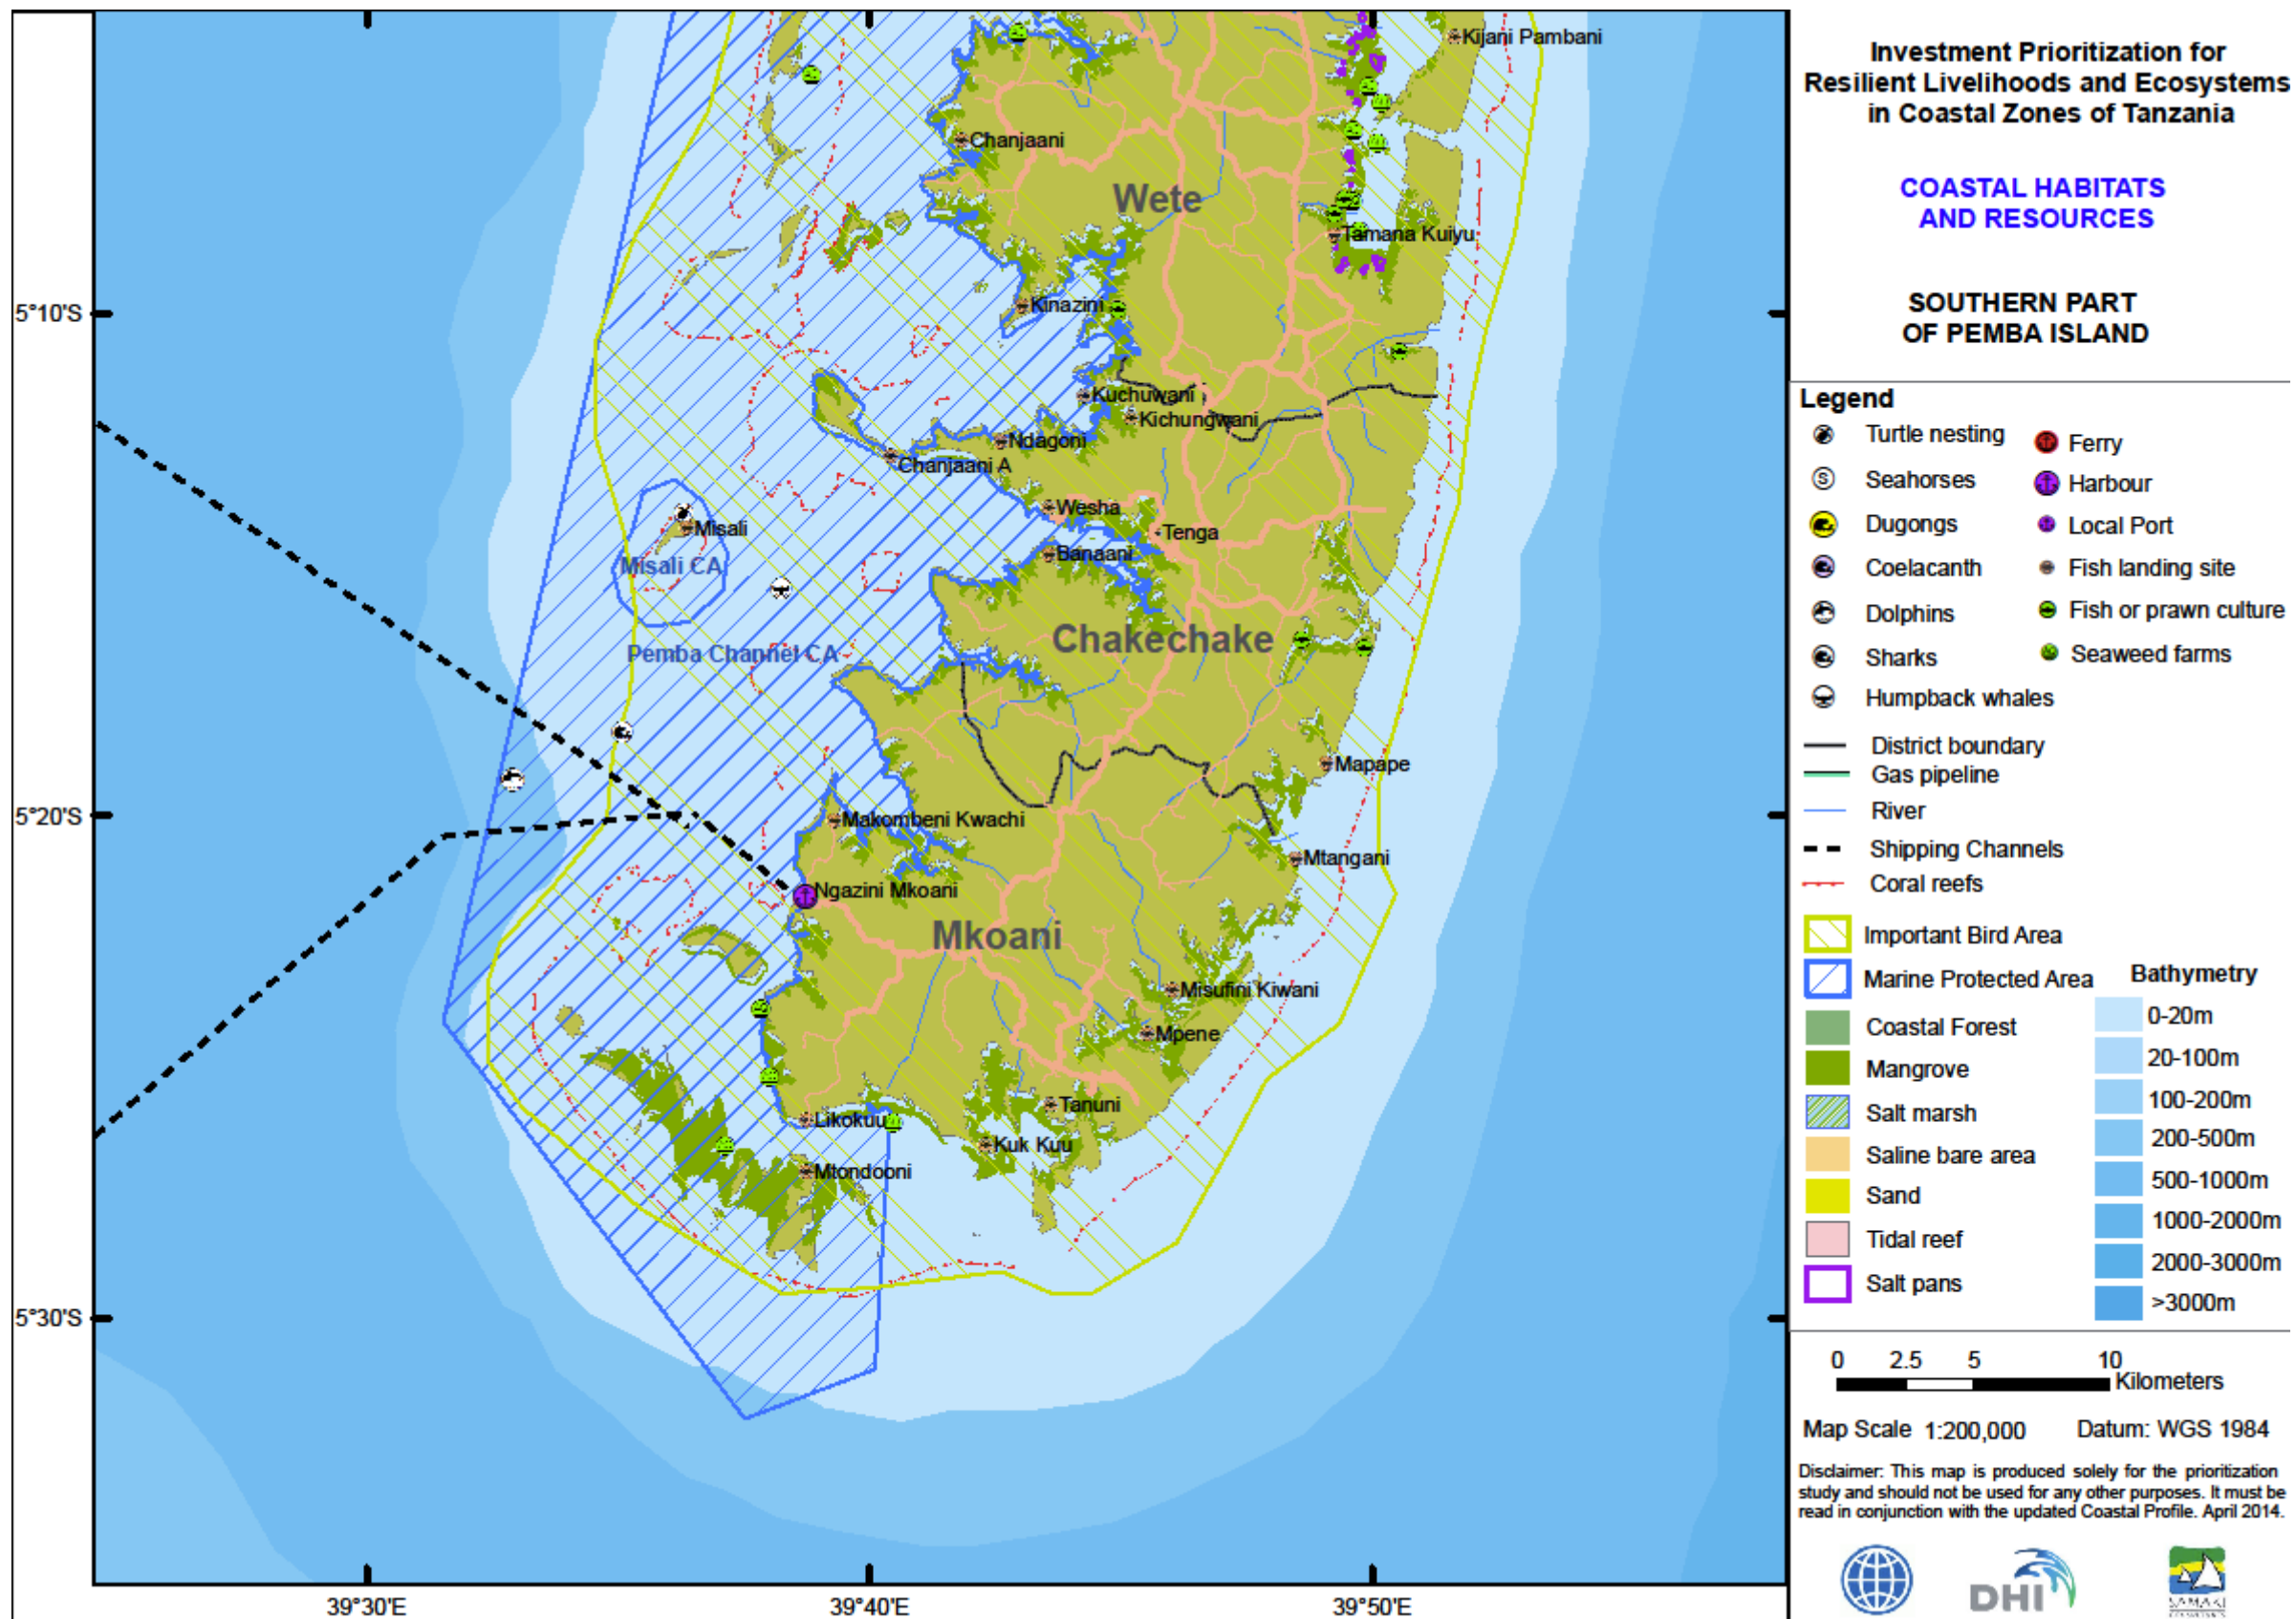 Kijani Pambani
Chanjaani
Wete
Tamana Kuiyu
5°10'S
Kinazini
Kuchuwani
Kichungwani
Ndagoni
Chanjaani A
Wesha
Misali
Tenga
Banaani
Misali CA
Chakechake
Pemba Channel CA
Mapape
5°20'S
Makombeni Kwachi
Mtangani
Ngazini Mkoani
Mkoani
Misufini Kiwani
Mpene
Tanuni
Likokuu
Kuk Kuu
Mtondooni
5°30'S
39°30'E
39°40'E
39°50'E
Investment Prioritization for
Resilient Livelihoods and Ecosystems
in Coastal Zones of Tanzania
COASTAL HABITATS
AND RESOURCES
SOUTHERN PART
OF PEMBA ISLAND
Legend
Turtle nesting
S Seahorses
Dugongs
Coelacanth
Dolphins
Sharks
Humpback whales
Ferry
Harbour
Local Port
Fish landing site
Fish or prawn culture
Seaweed farms
District boundary
Gas pipeline
River
Shipping Channels
Coral reefs
Important Bird Area
Marine Protected Area
Coastal Forest
Mangrove
Salt marsh
Saline bare area
Sand
Tidal reef
Salt pans
Bathymetry
0-20m
20-100m
100-200m
200-500m
500-1000m
1000-2000m
2000-3000m
>3000m
0 2.5 5 10
Kilometers
Map Scale 1:200,000 Datum: WGS 1984
Disclaimer: This map is produced solely for the prioritization
study and should not be used for any other purposes. It must be
read in conjunction with the updated Coastal Profile. April 2014.
DHI
SAMAKI